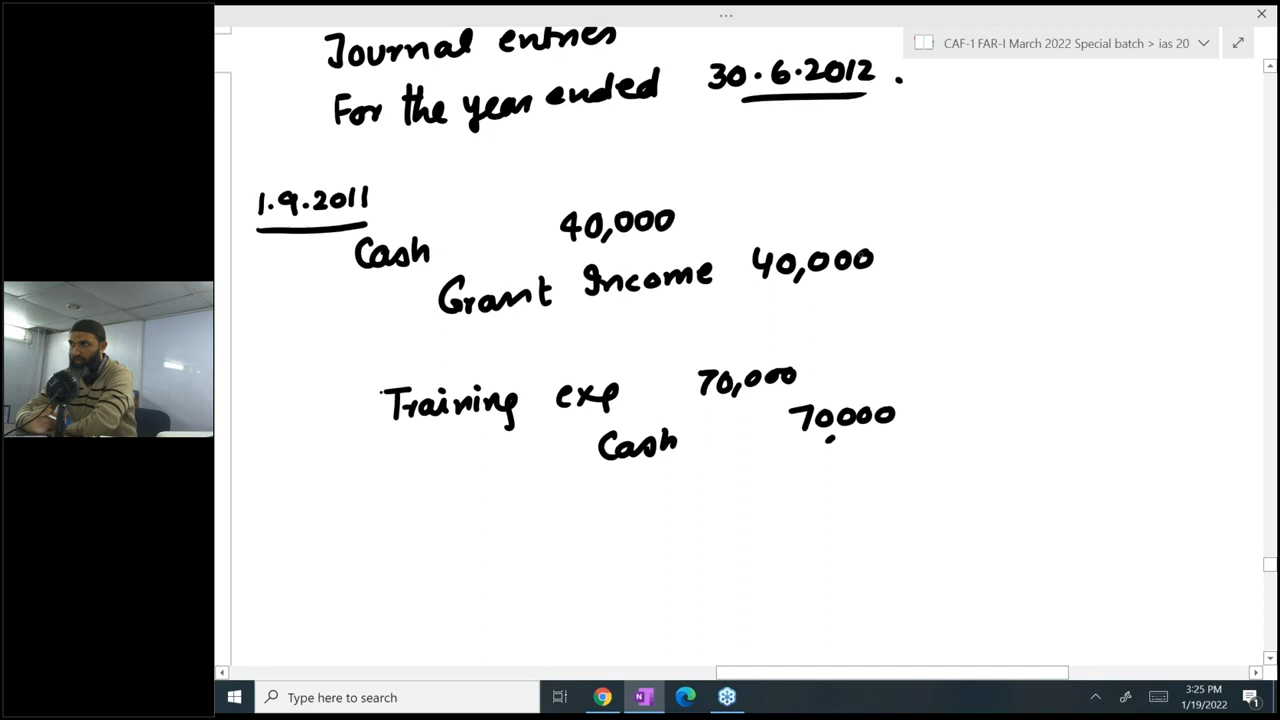 CAF-1 FAR-I March 2022 Special batch > ias 20
Journal entries
For the year ended 30.6.2012.
1.9.2011
Cash 40,000
Grant Income 40,000
Training exp 70,000
Cash 70000
Type here to search
3:25 PM
1/19/2022
1